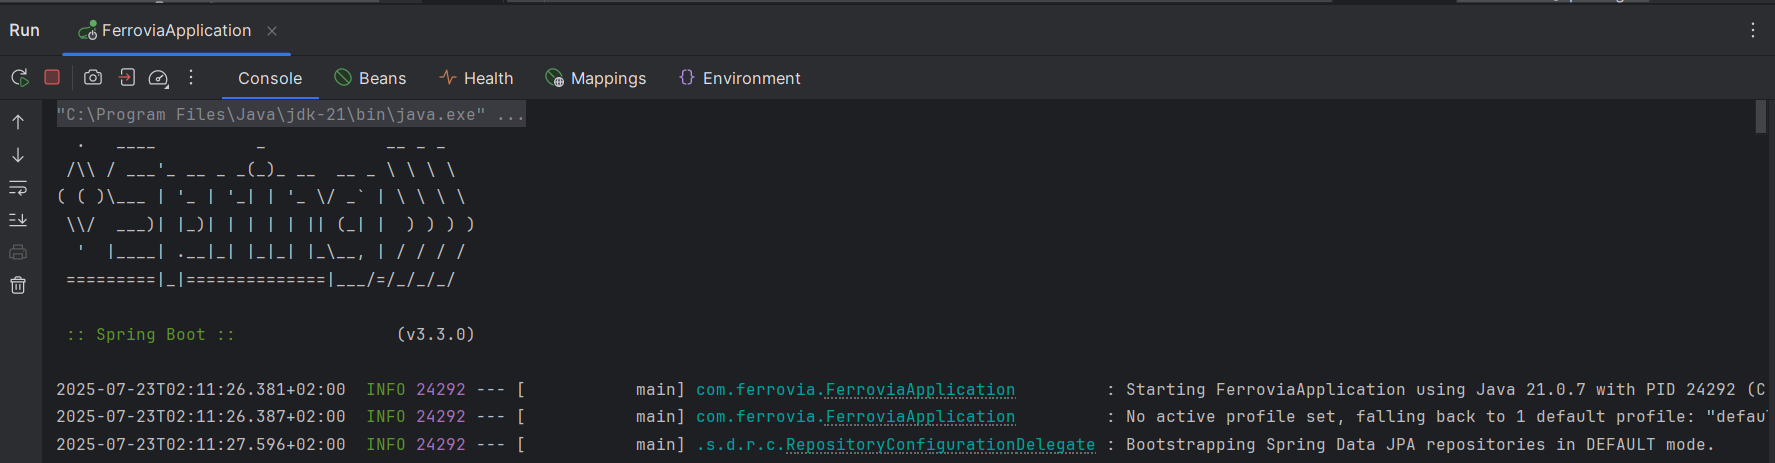 Run FerroviaApplication
Console Beans Health Mappings Environment
"C:\Program Files\Java\jdk-21\bin\java.exe" ...
  .   ____          _            __ _ _
 /\\ / ___'_ __ _ _(_)_ __  __ _ \ \ \ \
( ( )\___ | '_ | '_| | '_ \/ _` | \ \ \ \
 \\/  ___)| |_)| | | | | || (_| |  ) ) ) )
  '  |____| .__|_| |_|_| |_\__, | / / / /
 =========|_|==============|___/=/_/_/_/
 :: Spring Boot ::                (v3.3.0)
2025-07-23T02:11:26.381+02:00  INFO 24292 --- [           main] com.ferrovia.FerroviaApplication         : Starting FerroviaApplication using Java 21.0.7 with PID 24292 (C
2025-07-23T02:11:26.387+02:00  INFO 24292 --- [           main] com.ferrovia.FerroviaApplication         : No active profile set, falling back to 1 default profile: "defau
2025-07-23T02:11:27.596+02:00  INFO 24292 --- [           main] .s.d.r.c.RepositoryConfigurationDelegate : Bootstrapping Spring Data JPA repositories in DEFAULT mode.